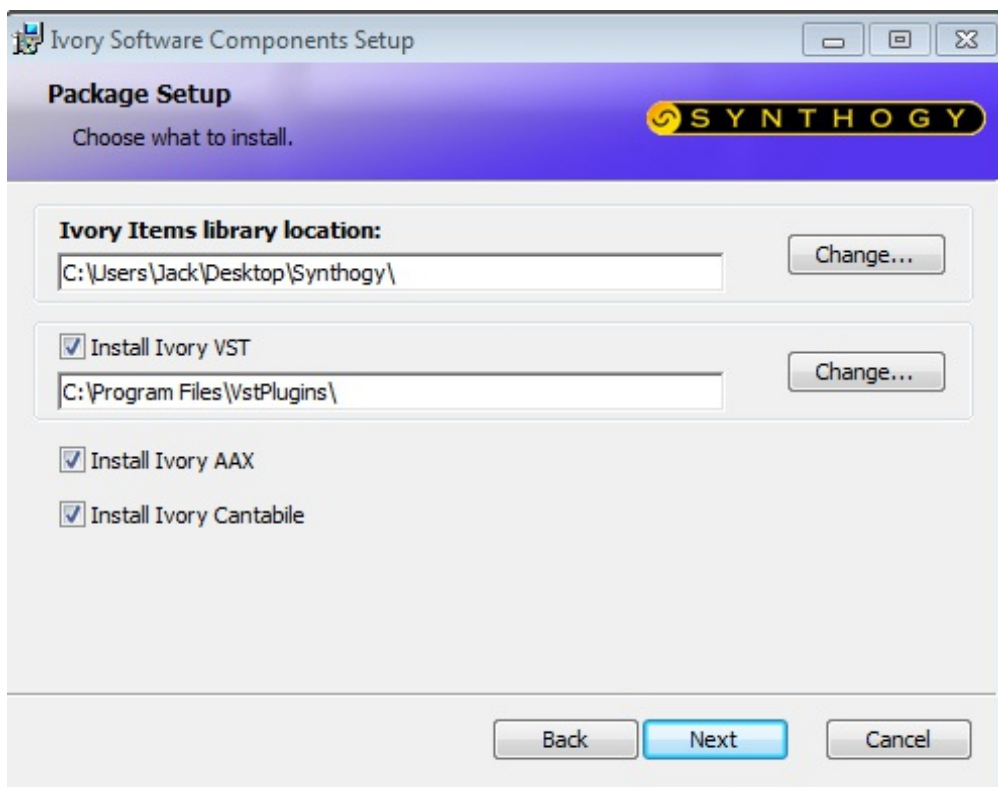 Ivory Software Components Setup
Package Setup
Choose what to install.
SYNTHOGY
Ivory Items library location:
C:\Users\Jack\Desktop\Synthogy\
Change...
Install Ivory VST
C:\Program Files\VstPlugins\
Change...
Install Ivory AAX
Install Ivory Cantabile
Back Next Cancel